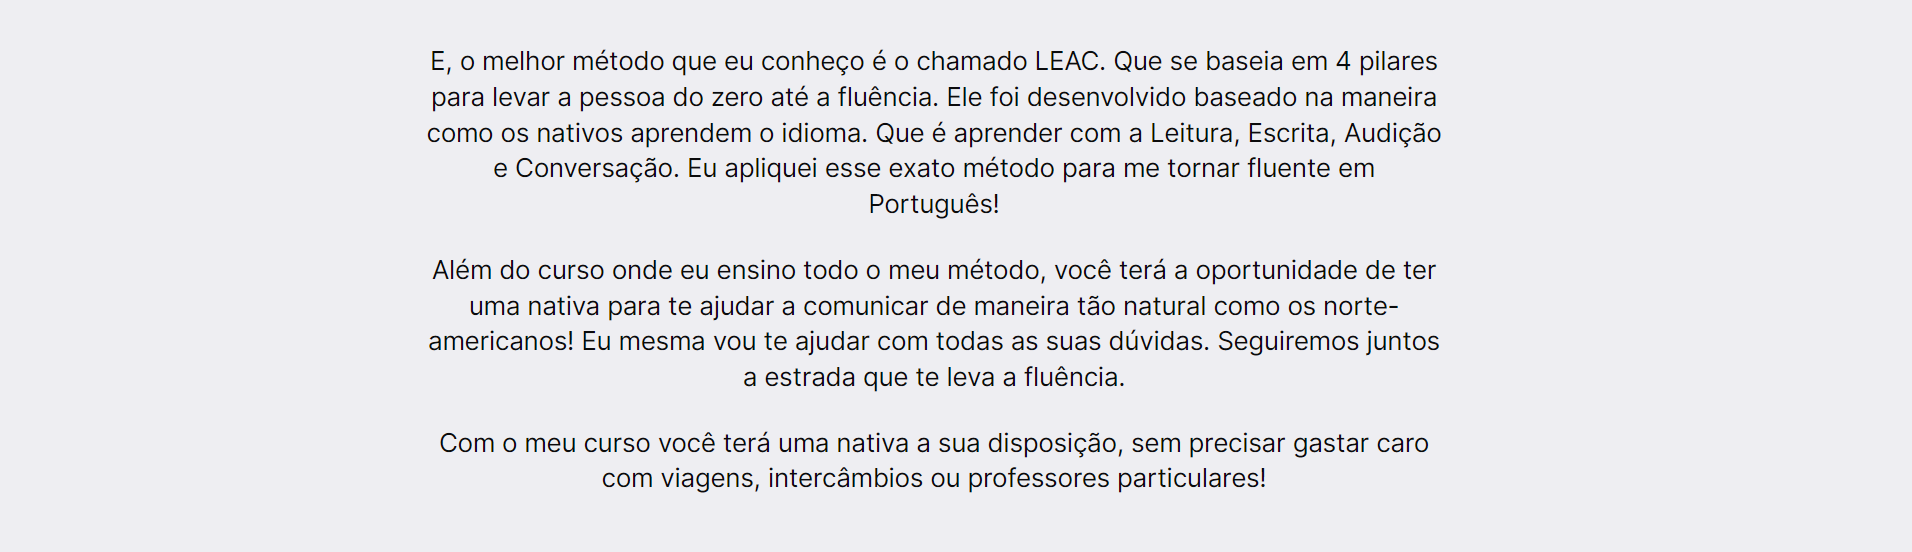 E, o melhor método que eu conheço é o chamado LEAC. Que se baseia em 4 pilares
para levar a pessoa do zero até a fluência. Ele foi desenvolvido baseado na maneira
como os nativos aprendem o idioma. Que é aprender com a Leitura, Escrita, Audição
e Conversação. Eu apliquei esse exato método para me tornar fluente em
Português!
Além do curso onde eu ensino todo o meu método, você terá a oportunidade de ter
uma nativa para te ajudar a comunicar de maneira tão natural como os norte-
americanos! Eu mesma vou te ajudar com todas as suas dúvidas. Seguiremos juntos
a estrada que te leva a fluência.
Com o meu curso você terá uma nativa a sua disposição, sem precisar gastar caro
com viagens, intercâmbios ou professores particulares!